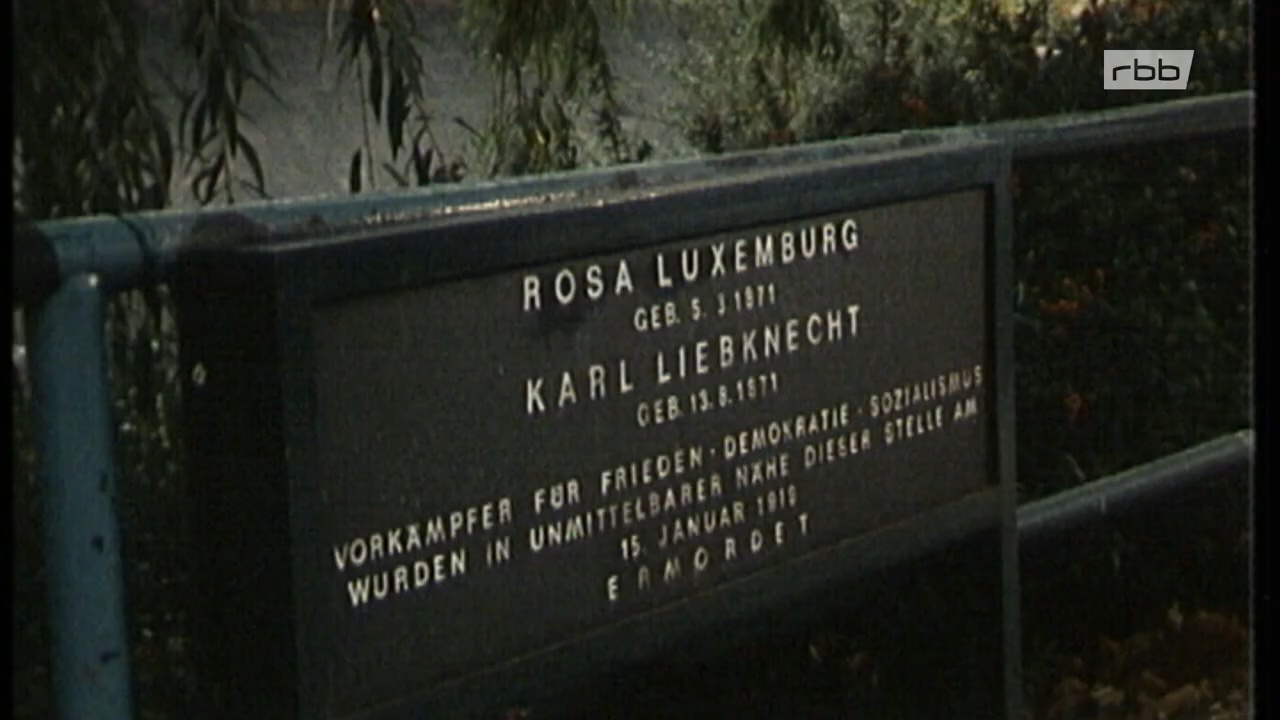 rbb
ROSA LUXEMBURG
GEB. 5. 3 1871
KARL LIEBKNECHT
GEB. 13. 8. 1871
VORKÄMPFER FÜR FRIEDEN · DEMOKRATIE · SOZIALISMUS
WURDEN IN UNMITTELBARER NÄHE DIESER STELLE AM
15. JANUAR 1919
ERMORDET